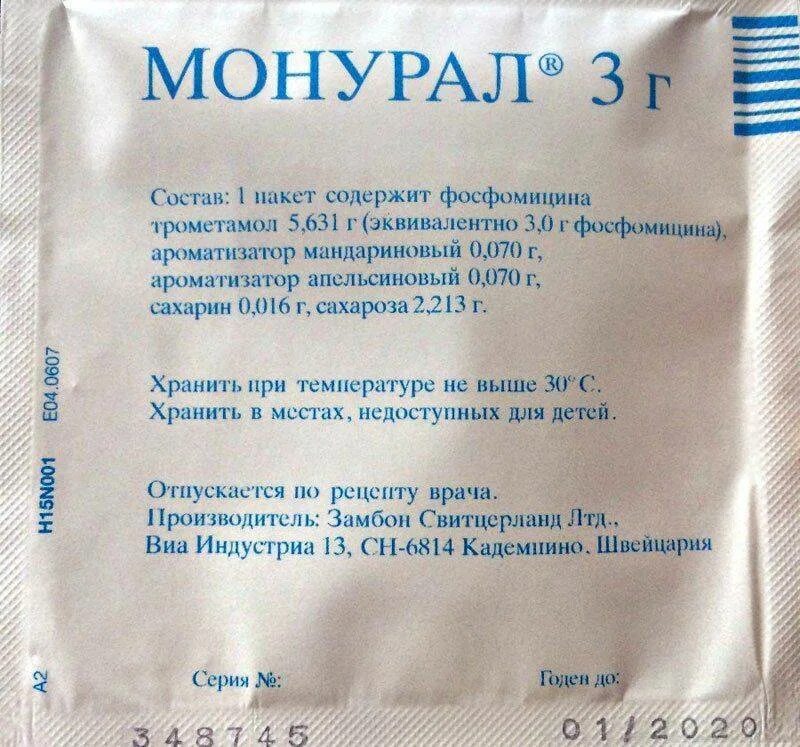 МОНУРАЛ® 3 г
Состав: 1 пакет содержит фосфомицина
трометамол 5,631 г (эквивалентно 3,0 г фосфомицина),
ароматизатор мандариновый 0,070 г,
ароматизатор апельсиновый 0,070 г,
сахарин 0,016 г, сахароза 2,213 г.
Хранить при температуре не выше 30°С.
Хранить в местах, недоступных для детей.
Отпускается по рецепту врача.
Производитель: Замбон Свитцерланд Лтд.,
Виа Индустриа 13, СН-6814 Кадемпино, Швейцария
H15N001 E04.0607
A2
Серия №: Годен до:
348745 01/2020